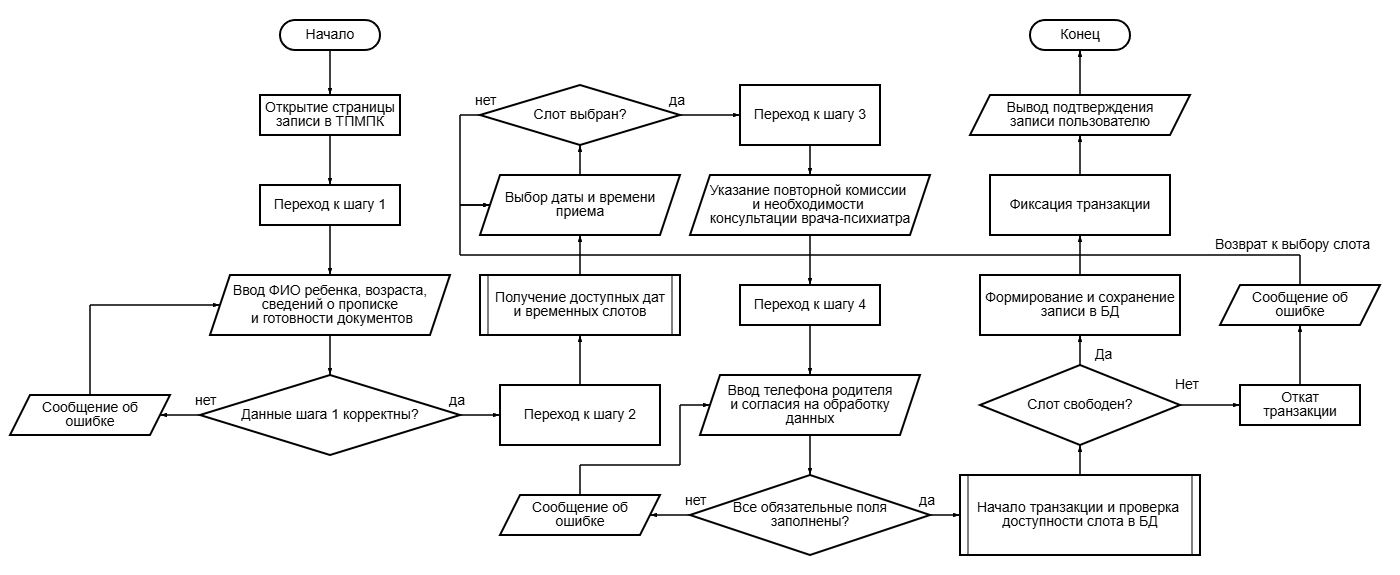 Начало
Открытие страницы
записи в ТПМПК
Переход к шагу 1
Ввод ФИО ребенка, возраста,
сведений о прописке
и готовности документов
Данные шага 1 корректны?
нет
да
Сообщение об
ошибке
Переход к шагу 2
Получение доступных дат
и временных слотов
Выбор даты и времени
приема
Слот выбран?
нет
да
Переход к шагу 3
Указание повторной комиссии
и необходимости
консультации врача-психиатра
Переход к шагу 4
Ввод телефона родителя
и согласия на обработку
данных
Все обязательные поля
заполнены?
нет
да
Сообщение об
ошибке
Начало транзакции и проверка
доступности слота в БД
Слот свободен?
Да
Нет
Откат
транзакции
Сообщение об
ошибке
Возврат к выбору слота
Формирование и сохранение
записи в БД
Фиксация транзакции
Вывод подтверждения
записи пользователю
Конец